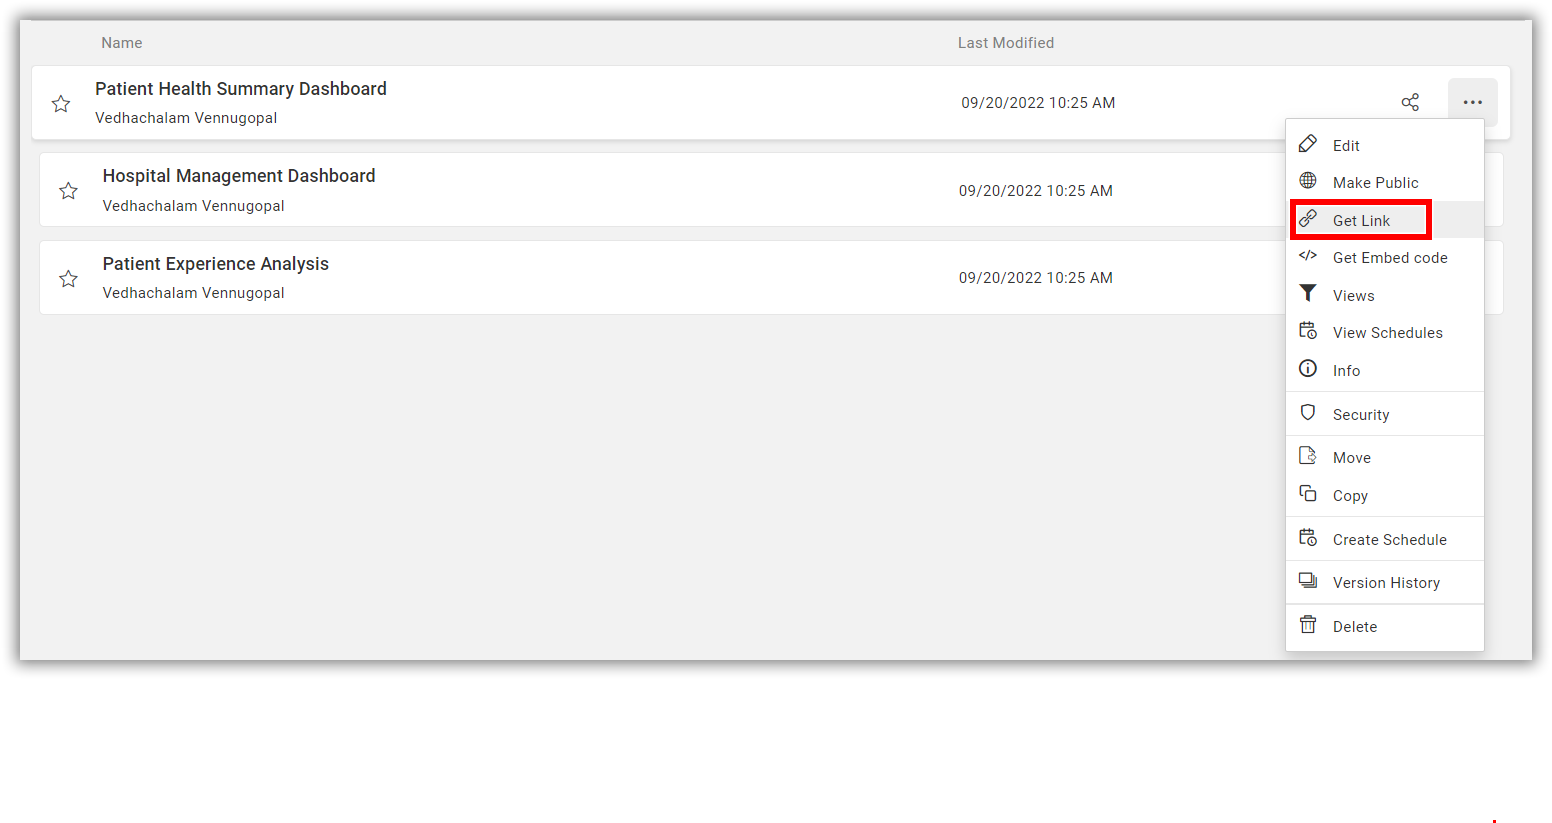 Name Last Modified
Patient Health Summary Dashboard
Vedhachalam Vennugopal
09/20/2022 10:25 AM
Hospital Management Dashboard
Vedhachalam Vennugopal
09/20/2022 10:25 AM
Patient Experience Analysis
Vedhachalam Vennugopal
09/20/2022 10:25 AM
Edit
Make Public
Get Link
Get Embed code
Views
View Schedules
Info
Security
Move
Copy
Create Schedule
Version History
Delete